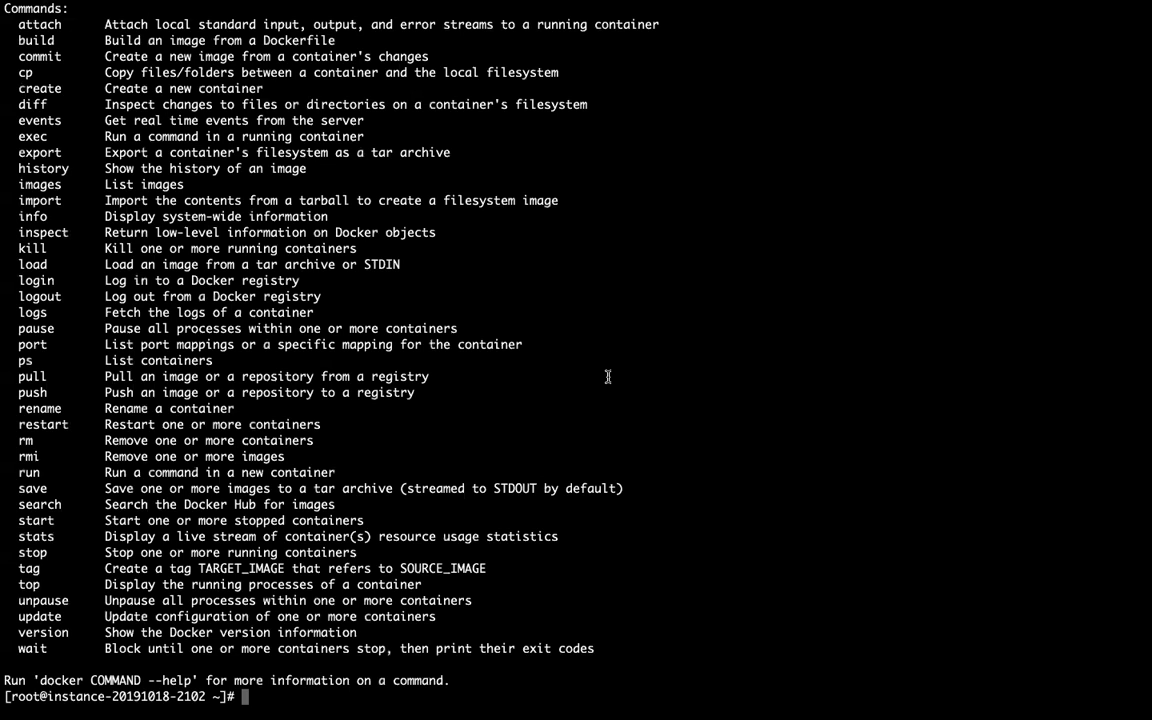 Commands:
  attach      Attach local standard input, output, and error streams to a running container
  build       Build an image from a Dockerfile
  commit      Create a new image from a container's changes
  cp          Copy files/folders between a container and the local filesystem
  create      Create a new container
  diff        Inspect changes to files or directories on a container's filesystem
  events      Get real time events from the server
  exec        Run a command in a running container
  export      Export a container's filesystem as a tar archive
  history     Show the history of an image
  images      List images
  import      Import the contents from a tarball to create a filesystem image
  info        Display system-wide information
  inspect     Return low-level information on Docker objects
  kill        Kill one or more running containers
  load        Load an image from a tar archive or STDIN
  login       Log in to a Docker registry
  logout      Log out from a Docker registry
  logs        Fetch the logs of a container
  pause       Pause all processes within one or more containers
  port        List port mappings or a specific mapping for the container
  ps          List containers
  pull        Pull an image or a repository from a registry
  push        Push an image or a repository to a registry
  rename      Rename a container
  restart     Restart one or more containers
  rm          Remove one or more containers
  rmi         Remove one or more images
  run         Run a command in a new container
  save        Save one or more images to a tar archive (streamed to STDOUT by default)
  search      Search the Docker Hub for images
  start       Start one or more stopped containers
  stats       Display a live stream of container(s) resource usage statistics
  stop        Stop one or more running containers
  tag         Create a tag TARGET_IMAGE that refers to SOURCE_IMAGE
  top         Display the running processes of a container
  unpause     Unpause all processes within one or more containers
  update      Update configuration of one or more containers
  version     Show the Docker version information
  wait        Block until one or more containers stop, then print their exit codes

Run 'docker COMMAND --help' for more information on a command.
[root@instance-20191018-2102 ~]#